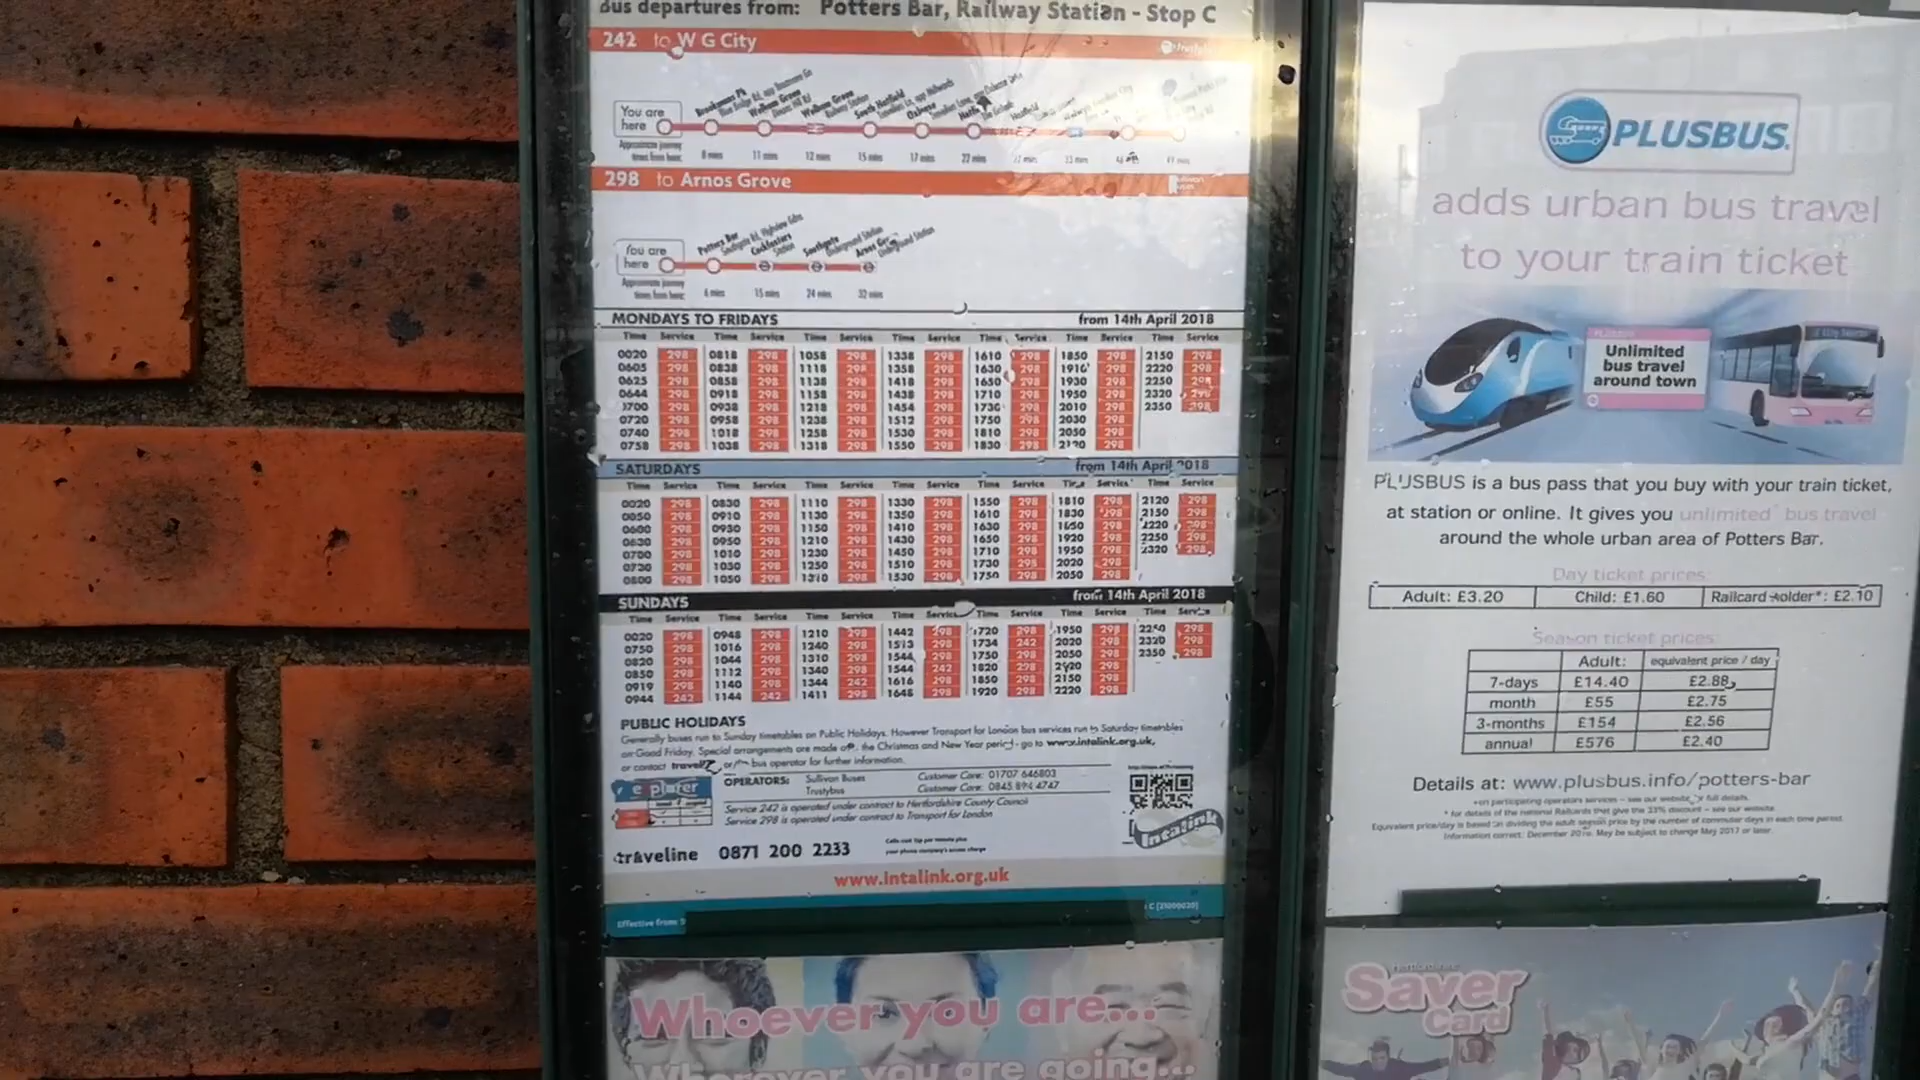 Bus departures from: Potters Bar, Railway Station - Stop C
242 to W G City
You are here
Approximate journey times from here:
8 mins 11 mins 12 mins 15 mins 17 mins 22 mins
298 to Arnos Grove
You are here
Potters Bar
Cockfosters Station
Southgate Underground Station
Arnos Underground Station
Approximate journey times from here:
6 mins 15 mins 24 mins 32 mins
MONDAYS TO FRIDAYS from 14th April 2018
Time Service Time Service Time Service Time Service Time Service Time Service Time Service
0020 298 0818 298 1058 298 1338 298 1610 298 1850 298 2150 298
0605 298 0838 298 1118 298 1358 298 1630 298 1910 298 2220 298
0625 298 0858 298 1138 298 1418 298 1650 298 1930 298 2250 298
0644 298 0918 298 1158 298 1438 298 1710 298 1950 298 2320 298
0700 298 0938 298 1218 298 1454 298 1730 298 2010 298 2350 298
0720 298 0958 298 1238 298 1512 298 1750 298 2030 298
0740 298 1018 298 1258 298 1530 298 1810 298 2050 298
0758 298 1038 298 1318 298 1550 298 1830 298 2120 298
SATURDAYS from 14th April 2018
Time Service Time Service Time Service Time Service Time Service Time Service Time Service
0020 298 0830 298 1110 298 1330 298 1550 298 1810 298 2120 298
0050 298 0910 298 1130 298 1350 298 1610 298 1830 298 2150 298
0600 298 0930 298 1150 298 1410 298 1630 298 1850 298 2220 298
0630 298 0950 298 1210 298 1430 298 1650 298 1920 298 2250 298
0700 298 1010 298 1230 298 1450 298 1710 298 1950 298 2320 298
0730 298 1030 298 1250 298 1510 298 1730 298 2020 298
0800 298 1050 298 1310 298 1530 298 1750 298 2050 298
SUNDAYS from 14th April 2018
Time Service Time Service Time Service Time Service Time Service Time Service Time Service
0020 298 0948 298 1210 298 1442 298 1720 298 1950 298 2250 298
0750 298 1016 298 1240 298 1513 298 1734 242 2020 298 2320 298
0820 298 1044 298 1310 298 1544 298 1750 298 2050 298 2350 298
0850 298 1112 298 1340 298 1544 242 1820 298 2120 298
0919 298 1140 298 1344 242 1616 298 1850 298 2150 298
0944 242 1144 242 1411 298 1648 298 1920 298 2220 298
PUBLIC HOLIDAYS
Generally buses run to Sunday timetables on Public Holidays. However Transport for London bus services run to Saturday timetables
on Good Friday. Special arrangements are made the Christmas and New Year period - go to www.intalink.org.uk,
or contact bus operator for further information.
explorer
OPERATORS: Sullivan Buses Customer Care: 01707 646803
Trustybus Customer Care: 0845 894 4747
Service 242 is operated under contract to Hertfordshire County Council
Service 298 is operated under contract to Transport for London
Intalink
traveline 0871 200 2233
Calls cost 12p per minute plus
your phone company's access charge
www.intalink.org.uk
Effective from:
Whoever you are...
Wherever you are going...
PLUSBUS
adds urban bus travel
to your train ticket
PLUSBUS
Unlimited
bus travel
around town
PLUSBUS is a bus pass that you buy with your train ticket,
at station or online. It gives you unlimited* bus travel
around the whole urban area of Potters Bar.
Day ticket prices:
Adult: £3.20 Child: £1.60 Railcard holder*: £2.10
Season ticket prices:
Adult: equivalent price / day
7-days £14.40 £2.88
month £55 £2.75
3-months £154 £2.56
annual £576 £2.40
Details at: www.plusbus.info/potters-bar
*on participating operators services - see our website for full details.
* for details of the national Railcards that give the 33% discount - see our website
Equivalent price/day is based on dividing the adult season price by the number of commuter days in each time period.
Information correct: December May be subject to change May 2017 or later.
Hertfordshire
Saver
Card